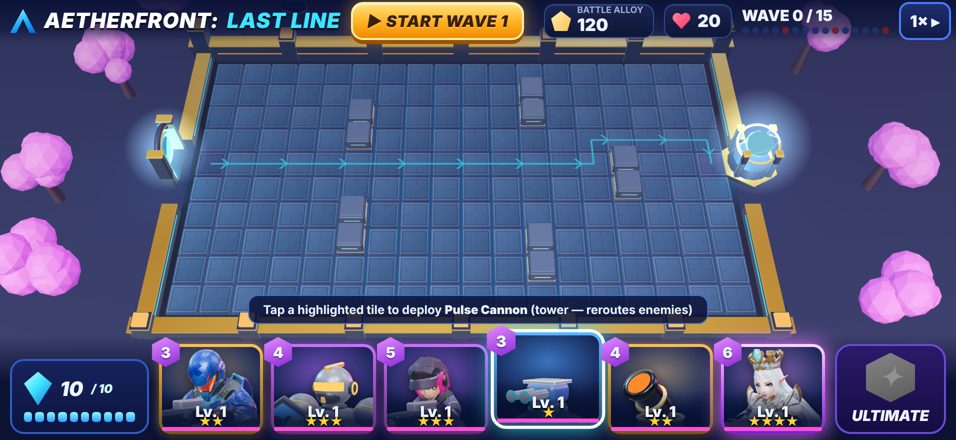 AETHERFRONT: LAST LINE
▶ START WAVE 1
BATTLE ALLOY
120
20
WAVE 0 / 15
1× ▸
Tap a highlighted tile to deploy Pulse Cannon (tower — reroutes enemies)
10 / 10
3
Lv. 1
4
Lv. 1
5
Lv. 1
3
Lv. 1
4
Lv. 1
6
Lv. 1
ULTIMATE